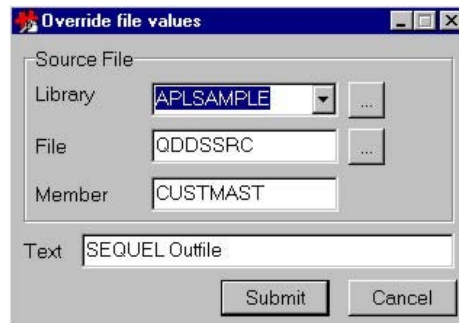 Override file values
Source File
Library APLSAMPLE ...
File QDDSSRC ...
Member CUSTMAST
Text SEQUEL Outfile
Submit Cancel